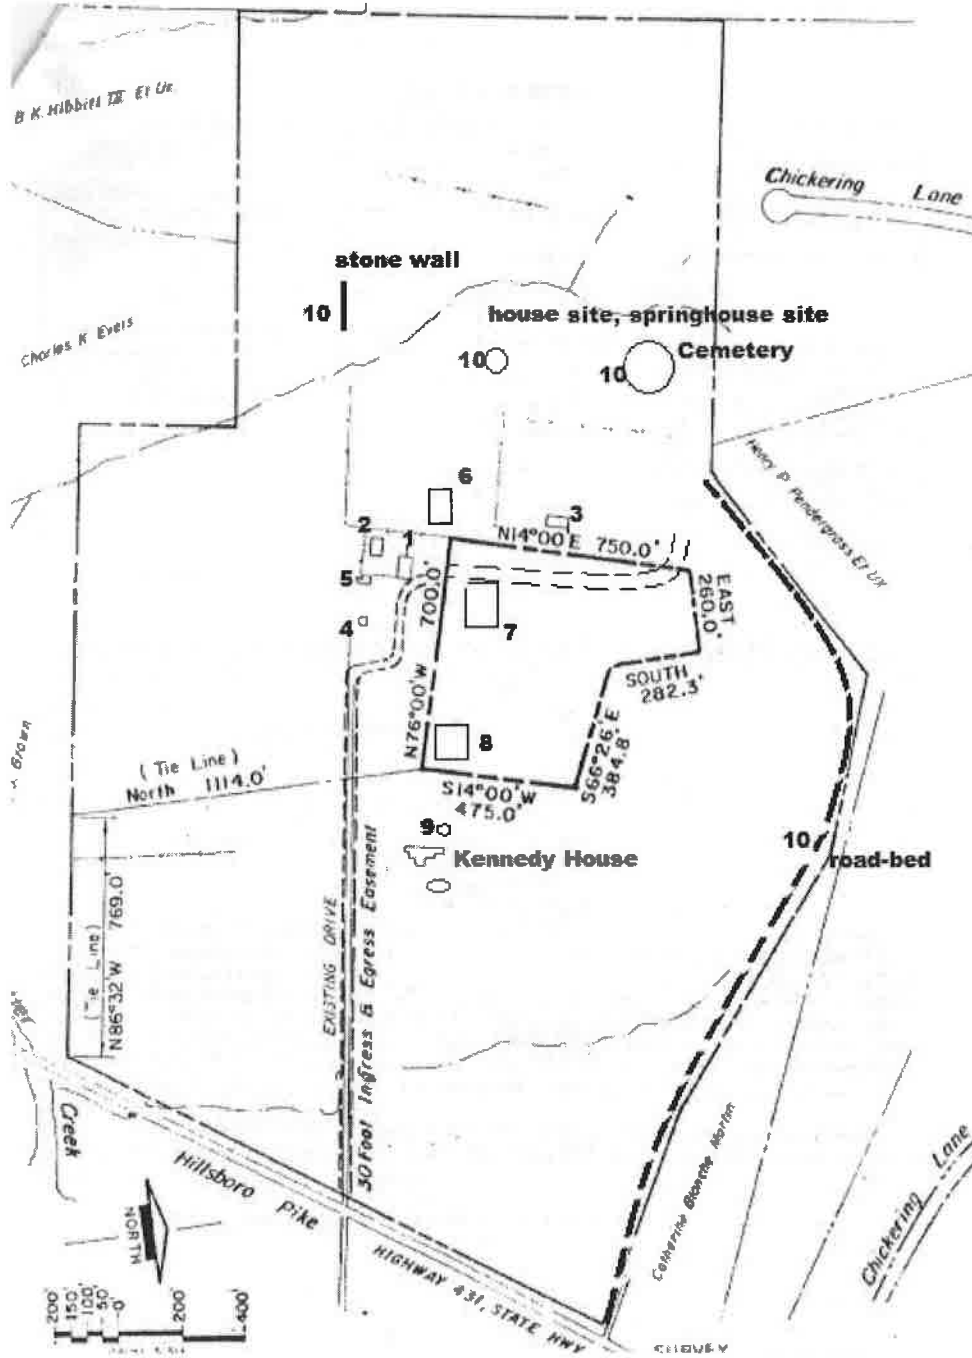 B. K. Hibbitt III Et Ux
Chickering Lane
stone wall
10
house site, springhouse site
Charles K Evers
10
Cemetery
10
Henry P. Pendergrass Et UX
6
3
2
1
N14°00'E 750.0'
5
700.0'
EAST
260.0'
4
7
SOUTH
282.3'
N76°00'W
8
S66°26'E
384.8'
Brown
(Tie Line)
North 1114.0'
S14°00'W
475.0'
9
Kennedy House
10
road-bed
N86°32'W 769.0'
(Tie Line)
EXISTING DRIVE
30 Foot Ingress & Egress Easement
Creek
Hillsboro Pike
HIGHWAY 431, STATE HWY
Catherine Blanche Martin
Chickering Lane
NORTH
200'
150'
100'
50'
0'
200'
400'
SURVEY